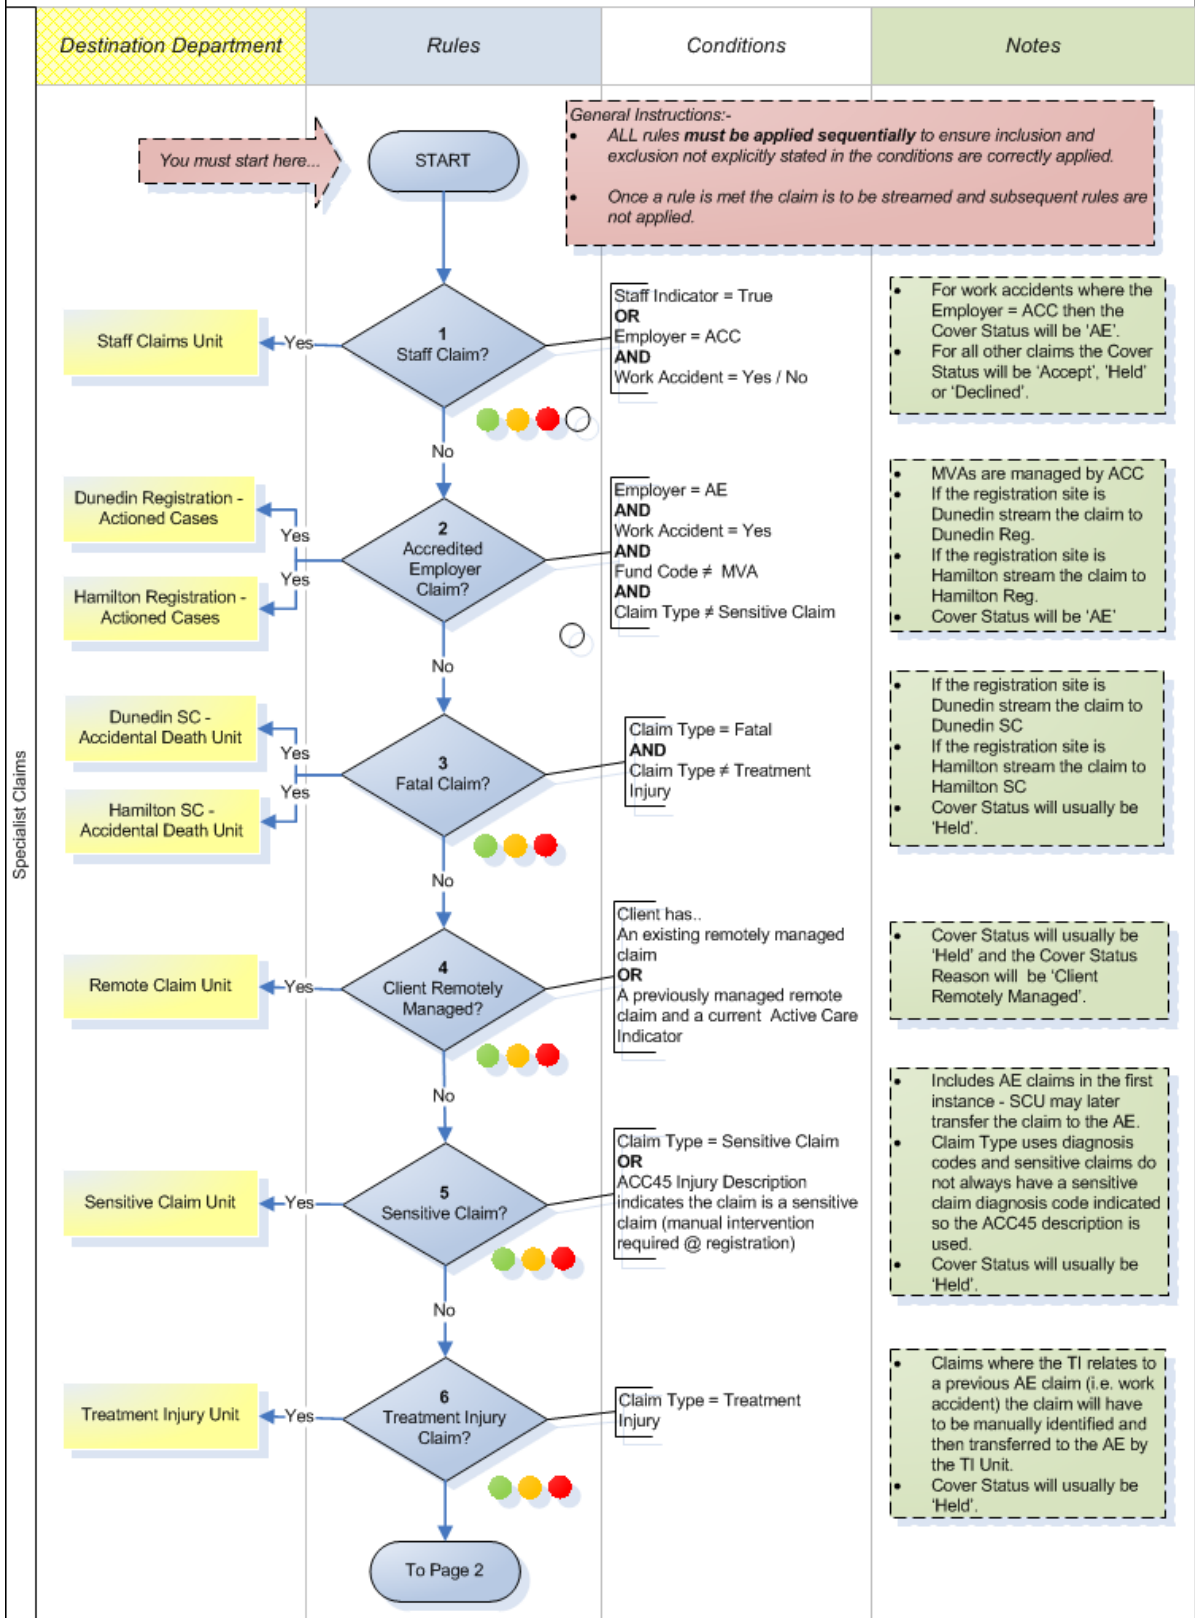 Destination Department
Rules
Conditions
Notes
Specialist Claims
You must start here...
START
General Instructions:-
• ALL rules must be applied sequentially to ensure inclusion and
exclusion not explicitly stated in the conditions are correctly applied.
• Once a rule is met the claim is to be streamed and subsequent rules are
not applied.
Staff Claims Unit
Yes
1
Staff Claim?
Staff Indicator = True
OR
Employer = ACC
AND
Work Accident = Yes / No
• For work accidents where the
Employer = ACC then the
Cover Status will be 'AE'.
• For all other claims the Cover
Status will be 'Accept', 'Held'
or 'Declined'.
No
Dunedin Registration -
Actioned Cases
Yes
Yes
Hamilton Registration -
Actioned Cases
2
Accredited
Employer
Claim?
Employer = AE
AND
Work Accident = Yes
AND
Fund Code ≠ MVA
AND
Claim Type ≠ Sensitive Claim
• MVAs are managed by ACC
• If the registration site is
Dunedin stream the claim to
Dunedin Reg.
• If the registration site is
Hamilton stream the claim to
Hamilton Reg.
• Cover Status will be 'AE'
No
Dunedin SC -
Accidental Death Unit
Yes
Yes
Hamilton SC -
Accidental Death Unit
3
Fatal Claim?
Claim Type = Fatal
AND
Claim Type ≠ Treatment
Injury
• If the registration site is
Dunedin stream the claim to
Dunedin SC
• If the registration site is
Hamilton stream the claim to
Hamilton SC
• Cover Status will usually be
'Held'.
No
Remote Claim Unit
Yes
4
Client Remotely
Managed?
Client has..
An existing remotely managed
claim
OR
A previously managed remote
claim and a current Active Care
Indicator
• Cover Status will usually be
'Held' and the Cover Status
Reason will be 'Client
Remotely Managed'.
No
Sensitive Claim Unit
Yes
5
Sensitive Claim?
Claim Type = Sensitive Claim
OR
ACC45 Injury Description
indicates the claim is a sensitive
claim (manual intervention
required @ registration)
• Includes AE claims in the first
instance - SCU may later
transfer the claim to the AE.
• Claim Type uses diagnosis
codes and sensitive claims do
not always have a sensitive
claim diagnosis code indicated
so the ACC45 description is
used.
• Cover Status will usually be
'Held'.
No
Treatment Injury Unit
Yes
6
Treatment Injury
Claim?
Claim Type = Treatment
Injury
• Claims where the TI relates to
a previous AE claim (i.e. work
accident) the claim will have
to be manually identified and
then transferred to the AE by
the TI Unit.
• Cover Status will usually be
'Held'.
To Page 2